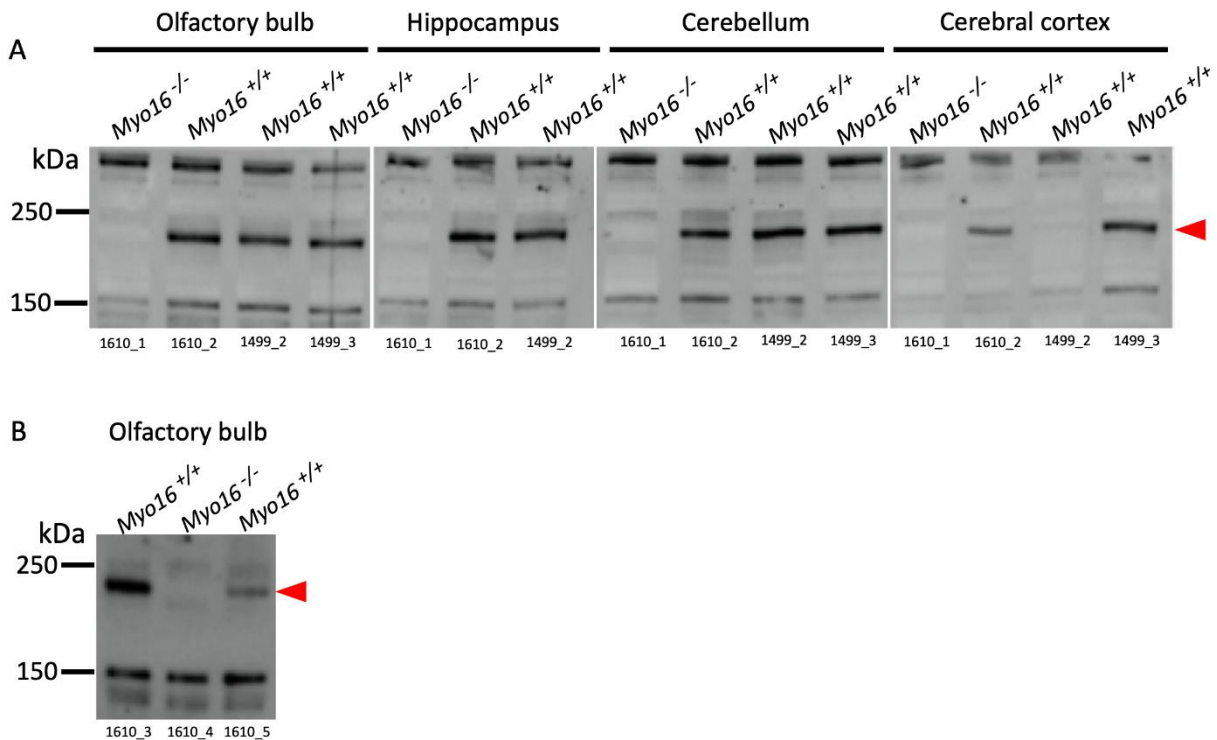 Olfactory bulb Hippocampus Cerebellum Cerebral cortex
A
Myo16 -/- Myo16 +/+ Myo16 +/+ Myo16 +/+ Myo16 -/- Myo16 +/+ Myo16 +/+ Myo16 -/- Myo16 +/+ Myo16 +/+ Myo16 +/+ Myo16 -/- Myo16 +/+ Myo16 +/+ Myo16 +/+
kDa
250
150
1610_1 1610_2 1499_2 1499_3 1610_1 1610_2 1499_2 1610_1 1610_2 1499_2 1499_3 1610_1 1610_2 1499_2 1499_3
B Olfactory bulb
Myo16 +/+ Myo16 -/- Myo16 +/+
kDa
250
150
1610_3 1610_4 1610_5